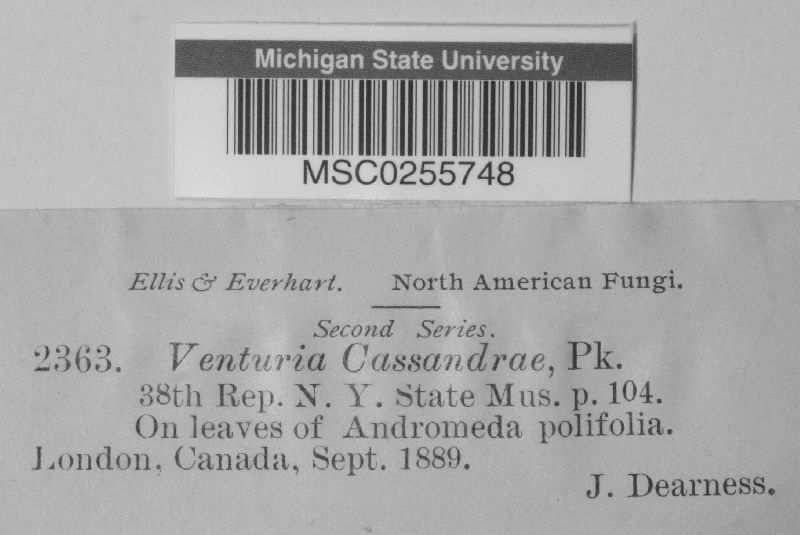 Michigan State University
MSC0255748
Ellis & Everhart. North American Fungi.
Second Series.
2363. Venturia Cassandrae, Pk.
38th Rep. N. Y. State Mus. p. 104.
On leaves of Andromeda polifolia.
London, Canada, Sept. 1889.
J. Dearness.